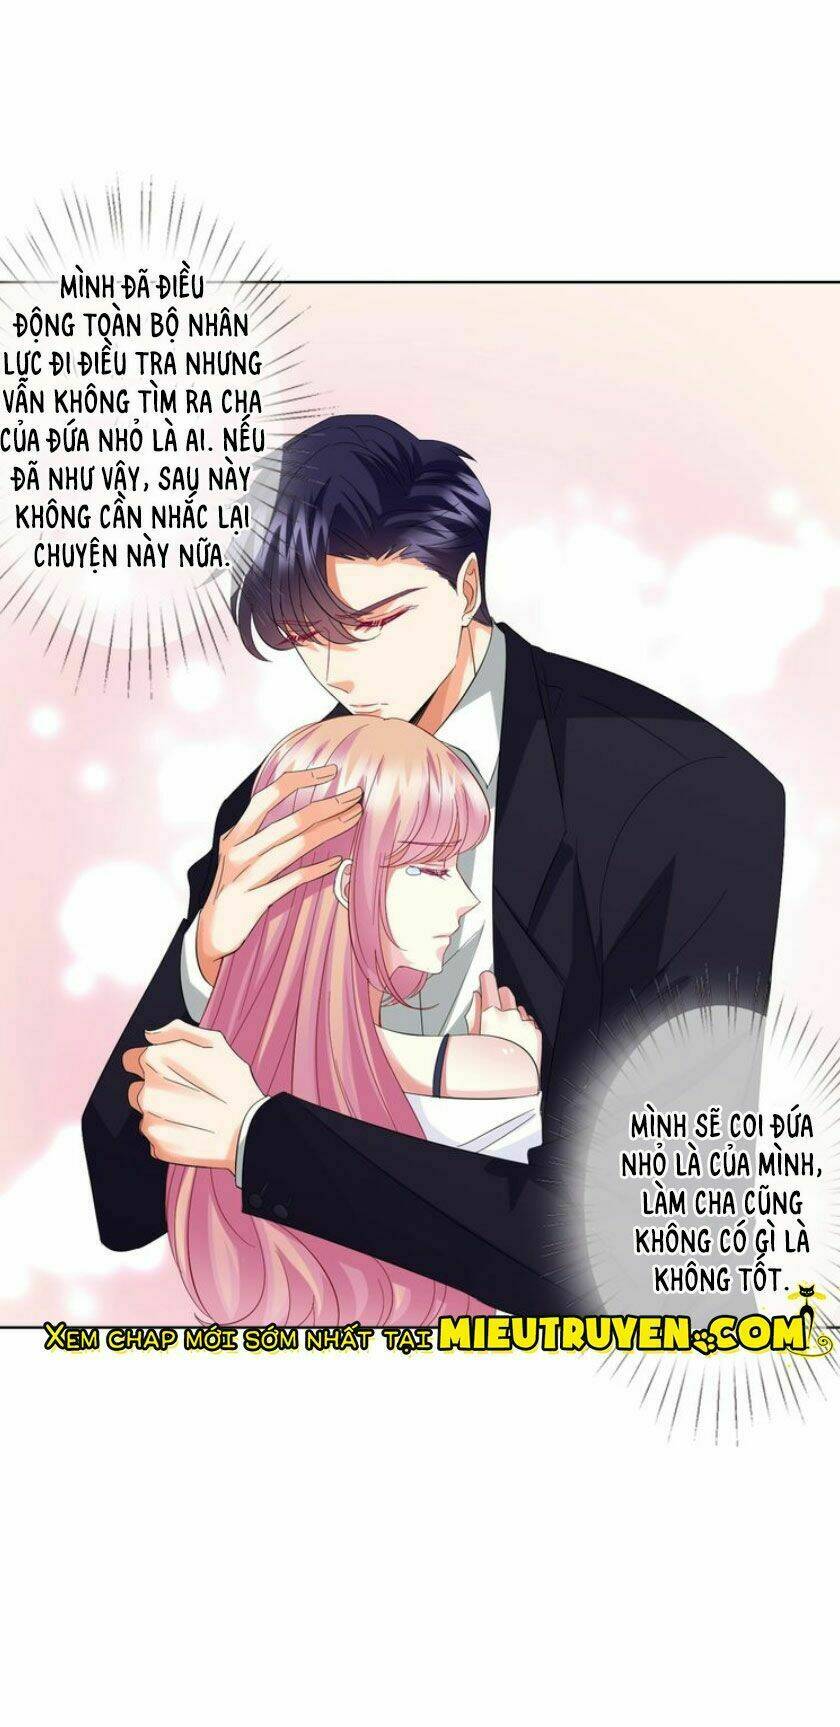 MÌNH ĐÃ ĐIỀU
ĐỘNG TOÀN BỘ NHÂN
LỰC ĐI ĐIỀU TRA NHƯNG
VẪN KHÔNG TÌM RA CHA
CỦA ĐỨA NHỎ LÀ AI. NẾU
ĐÃ NHƯ VẬY, SAU NÀY
KHÔNG CẦN NHẮC LẠI
CHUYỆN NÀY NỮA.
MÌNH SẼ COI ĐỨA
NHỎ LÀ CỦA MÌNH,
LÀM CHA CŨNG
KHÔNG CÓ GÌ LÀ
KHÔNG TỐT.
XEM CHAP MỚI SỚM NHẤT TẠI MIEUTRUYEN.COM